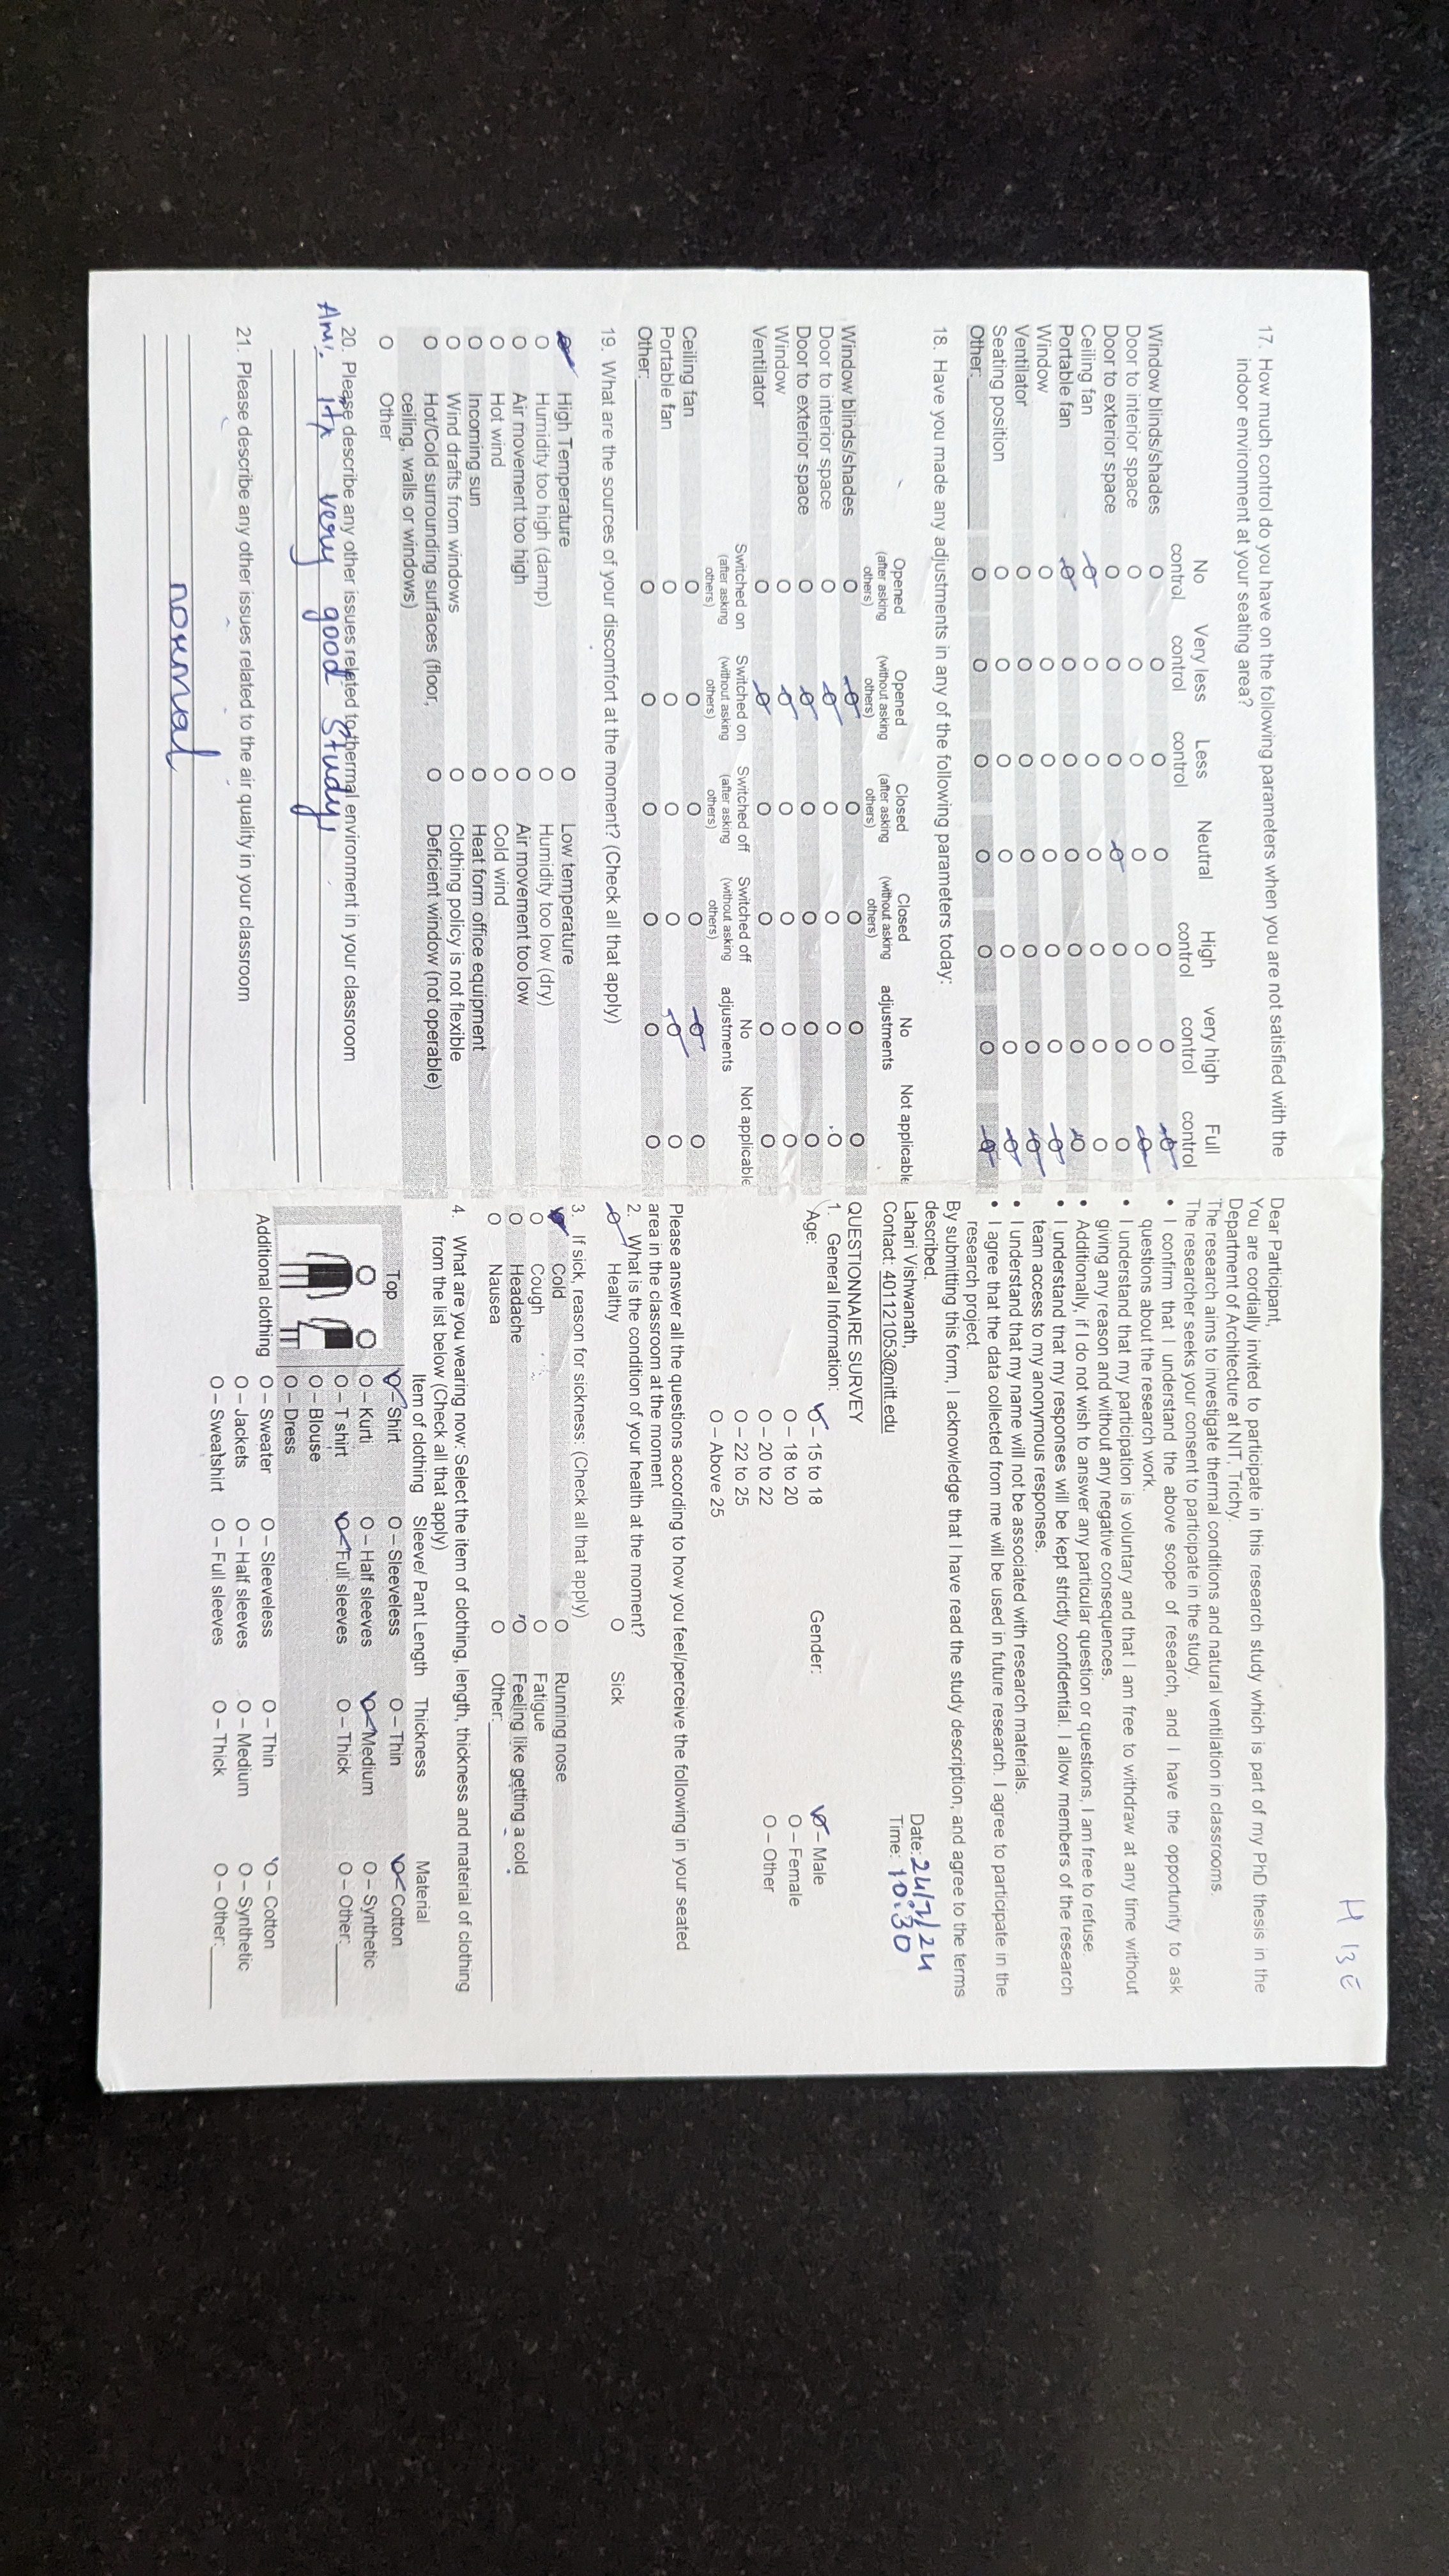 17. How much control do you have on the following parameters when you are not satisfied with the
indoor environment at your seating area?
No control Very less control Less control Neutral High control very high control Full control
Window blinds/shades O O O O O O O
Door to interior space O O O O O O O
Door to exterior space O O O O O O O
Ceiling fan O O O O O O O
Portable fan O O O O O O O
Window O O O O O O O
Ventilator O O O O O O O
Seating position O O O O O O O
Other: O O O O O O O
18. Have you made any adjustments in any of the following parameters today:
Opened (after asking others) Opened (without asking others) Closed (after asking others) Closed (without asking others) No adjustments Not applicable
Window blinds/shades O O O O O O
Door to interior space O O O O O O
Door to exterior space O O O O O O
Window O O O O O O
Ventilator O O O O O O
Switched on (after asking others) Switched on (without asking others) Switched off (after asking others) Switched off (without asking others) No adjustments Not applicable
Ceiling fan O O O O O O
Portable fan O O O O O O
Other: O O O O O O
19. What are the sources of your discomfort at the moment? (Check all that apply)
O High Temperature O Low temperature
O Humidity too high (damp) O Humidity too low (dry)
O Air movement too high O Air movement too low
O Hot wind O Cold wind
O Incoming sun O Heat form office equipment
O Wind drafts from windows O Clothing policy is not flexible
O Hot/Cold surrounding surfaces (floor, O Deficient window (not operable)
ceiling, walls or windows)
O Other
20. Please describe any other issues related to thermal environment in your classroom
very good study
21. Please describe any other issues related to the air quality in your classroom
normal
H 13E
Dear Participant,
You are cordially invited to participate in this research study which is part of my PhD thesis in the
Department of Architecture at NIT, Trichy.
The research aims to investigate thermal conditions and natural ventilation in classrooms.
The researcher seeks your consent to participate in the study.
• I confirm that I understand the above scope of research, and I have the opportunity to ask
questions about the research work.
• I understand that my participation is voluntary and that I am free to withdraw at any time without
giving any reason and without any negative consequences.
• Additionally, if I do not wish to answer any particular question or questions, I am free to refuse.
• I understand that my responses will be kept strictly confidential. I allow members of the research
team access to my anonymous responses.
• I understand that my name will not be associated with research materials.
• I agree that the data collected from me will be used in future research. I agree to participate in the
research project.
By submitting this form, I acknowledge that I have read the study description, and agree to the terms
described.
Lahari Vishwanath, Date: 24/7/24
Contact: 401121053@nitt.edu Time: 10:30
QUESTIONNAIRE SURVEY
1. General Information:
Age: O – 15 to 18 Gender: O – Male
O – 18 to 20 O – Female
O – 20 to 22 O – Other
O – 22 to 25
O – Above 25
Please answer all the questions according to how you feel/perceive the following in your seated
area in the classroom at the moment
2. What is the condition of your health at the moment?
O Healthy O Sick
3. If sick, reason for sickness: (Check all that apply)
O Cold O Running nose
O Cough O Fatigue
O Headache O Feeling like getting a cold
O Nausea O Other:
4. What are you wearing now: Select the item of clothing, length, thickness and material of clothing
from the list below (Check all that apply)
Item of clothing Sleeve/ Pant Length Thickness Material
Top O – Shirt O – Sleeveless O – Thin O – Cotton
O – Kurti O – Half sleeves O – Medium O – Synthetic
O – T shirt O – Full sleeves O – Thick O – Other:
O – Blouse
O – Dress
Additional clothing O – Sweater O – Sleeveless O – Thin O – Cotton
O – Jackets O – Half sleeves O – Medium O – Synthetic
O – Sweatshirt O – Full sleeves O – Thick O – Other: